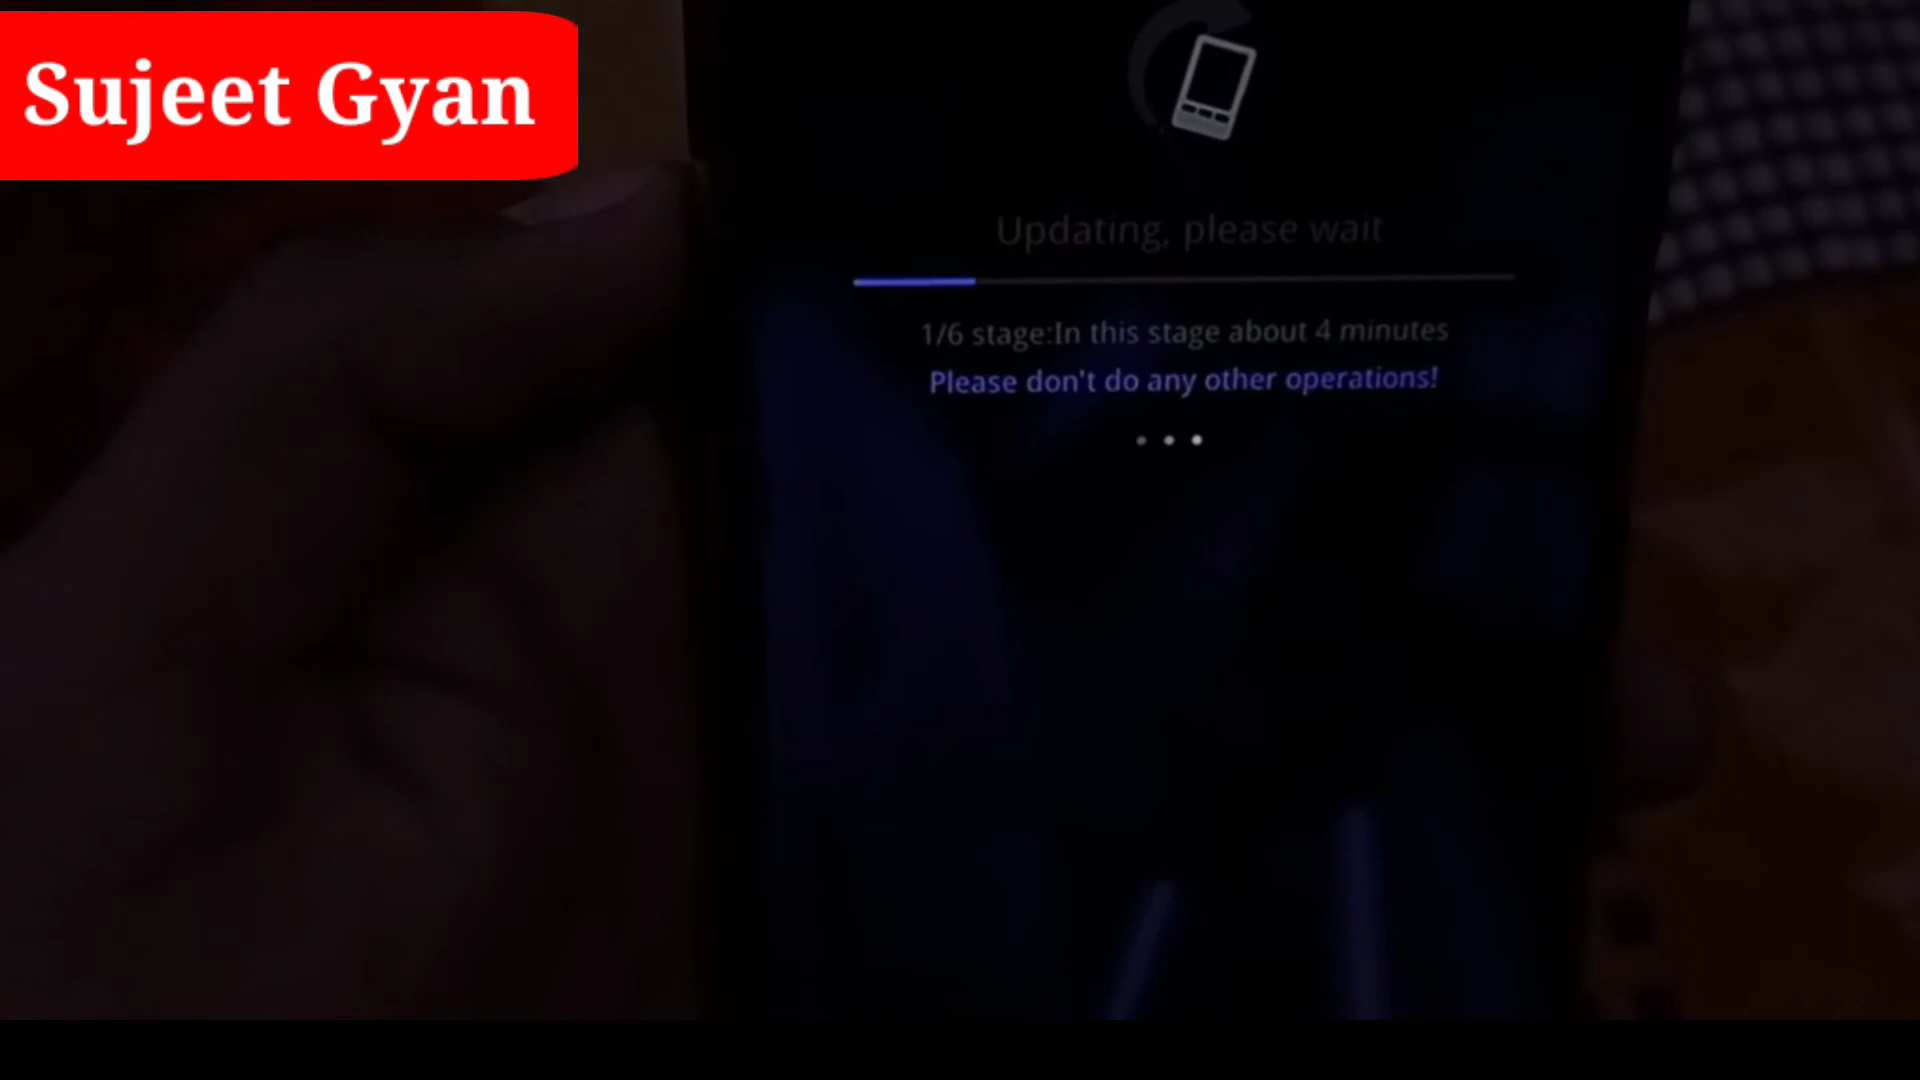 Sujeet Gyan
Updating, please wait
1/6 stage:In this stage about 4 minutes
Please don't do any other operations!